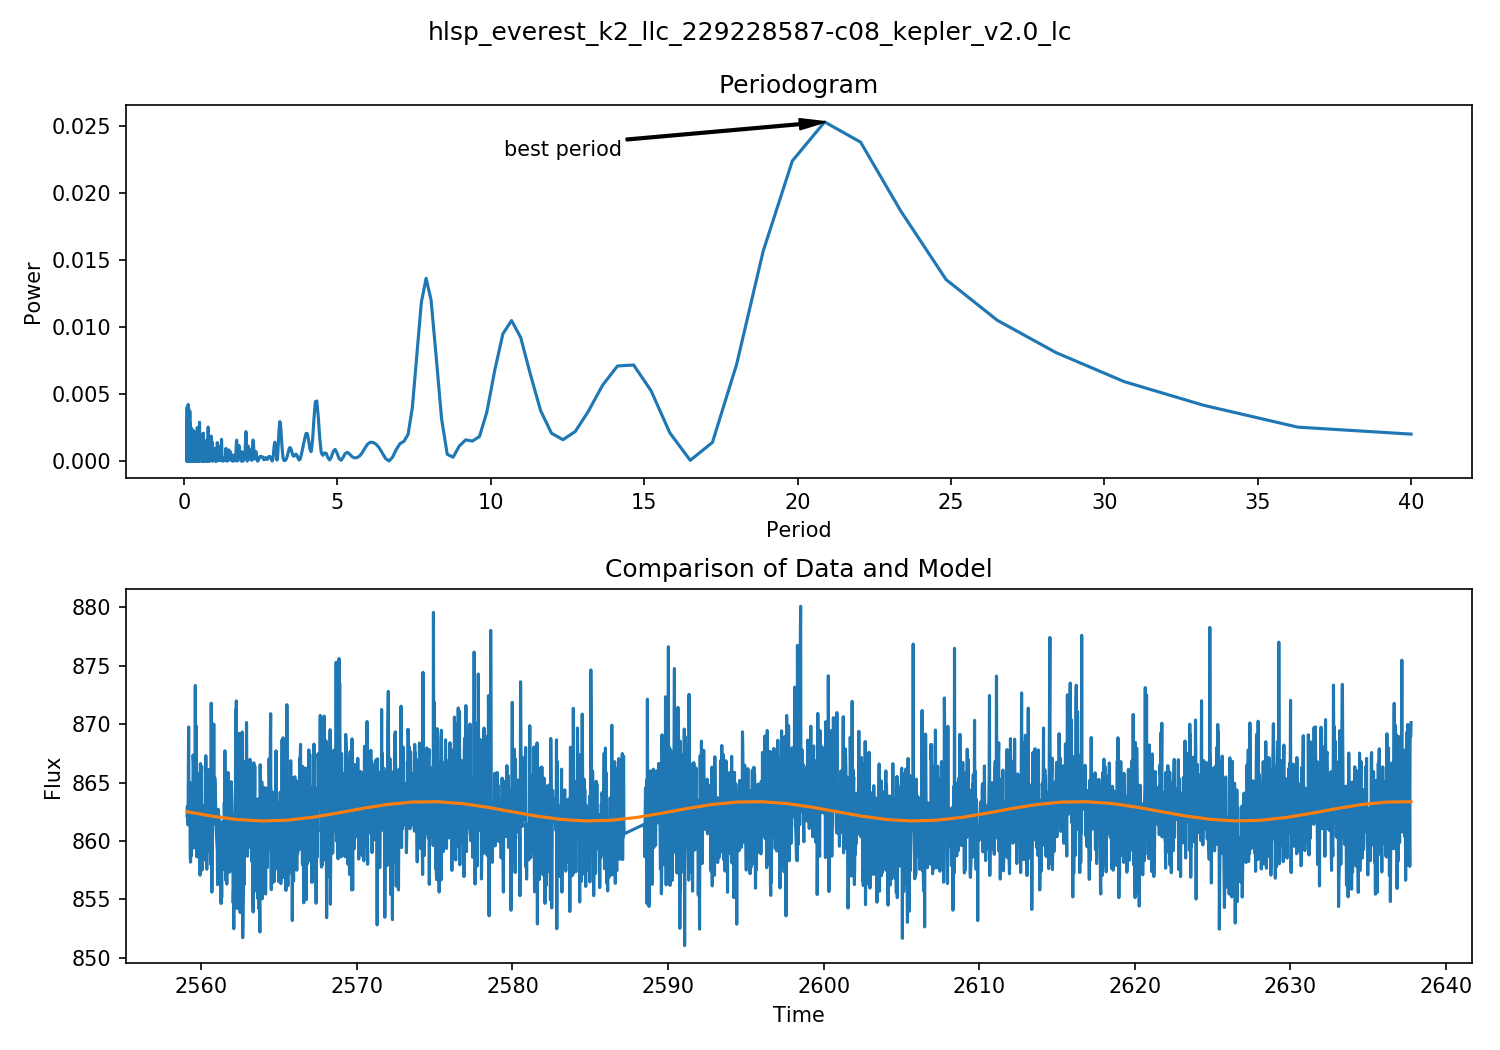 hlsp_everest_k2_llc_229228587-c08_kepler_v2.0_lc
Periodogram
0.025
0.020
0.015
0.010
0.005
0.000
Power
best period
0 5 10 15 20 25 30 35 40
Period
Comparison of Data and Model
880
875
870
865
860
855
850
Flux
2560 2570 2580 2590 2600 2610 2620 2630 2640
Time